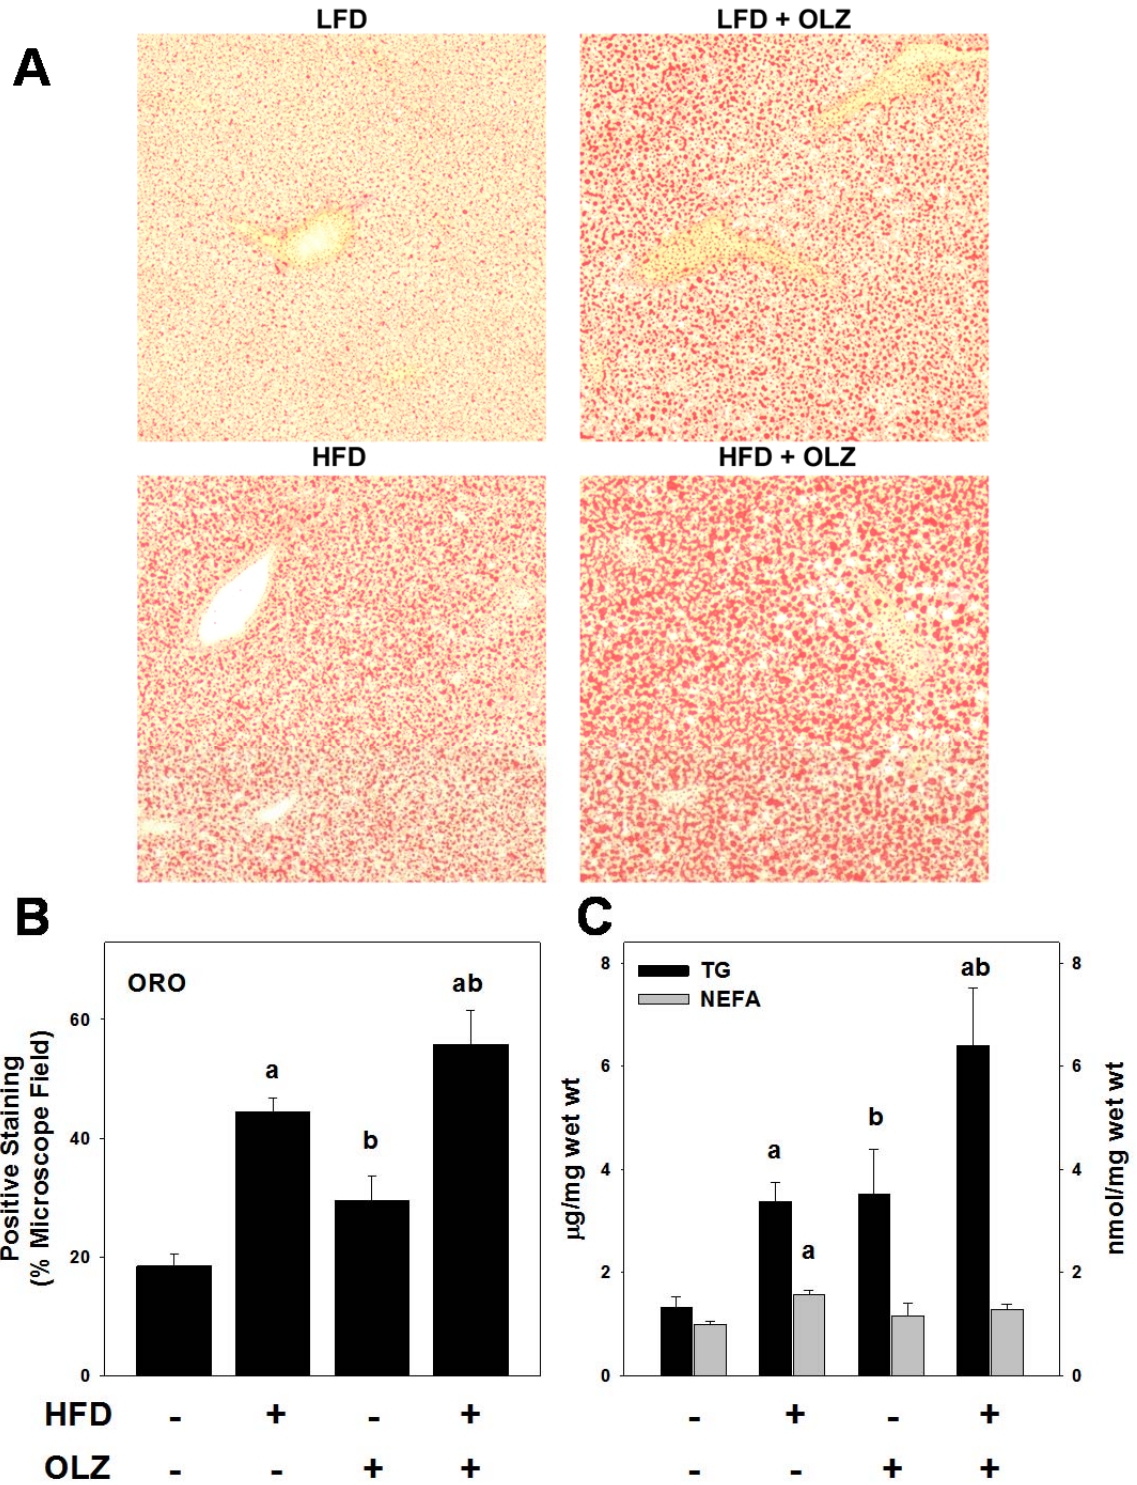 LFD
LFD + OLZ
A
HFD
HFD + OLZ
B
C
ORO
ab
a
b
60
40
20
0
Positive Staining
(% Microscope Field)
TG
NEFA
ab
b
a
a
8
6
4
2
0
µg/mg wet wt
8
6
4
2
0
nmol/mg wet wt
HFD - + - + - + - +
OLZ - - + + - - + +